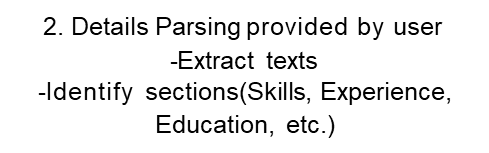 2. Details Parsing provided by user
-Extract texts
-Identify sections(Skills, Experience,
Education, etc.)